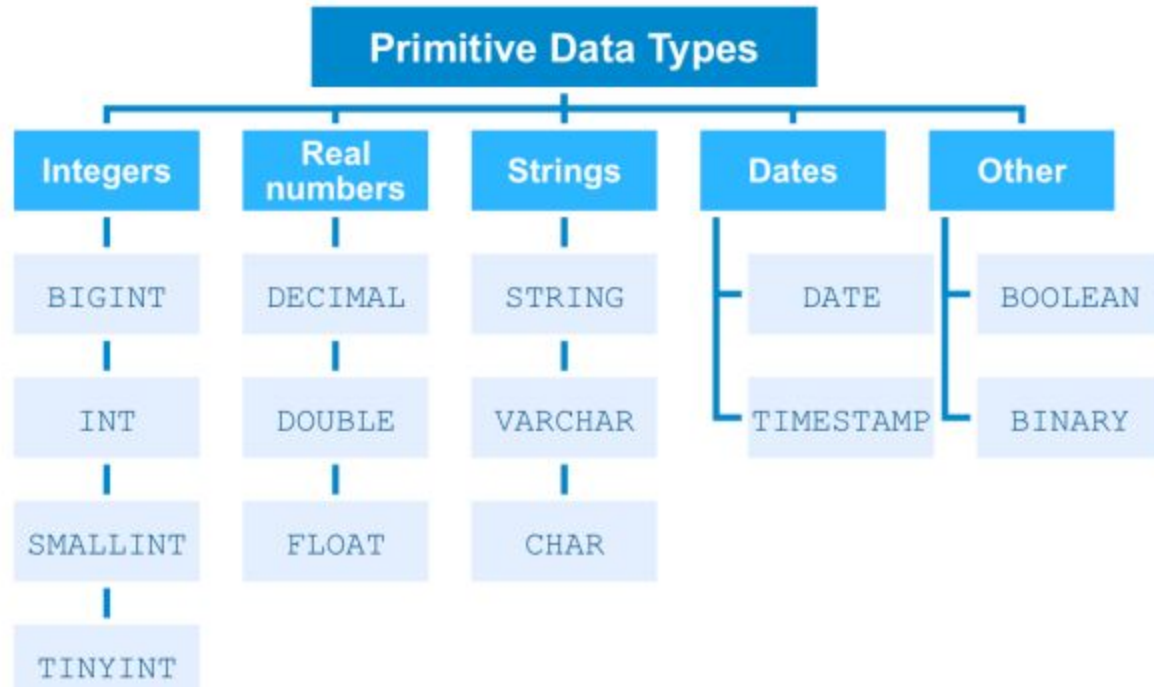 Primitive Data Types
Integers
Real
numbers
Strings
Dates
Other
BIGINT
DECIMAL
STRING
DATE
BOOLEAN
INT
DOUBLE
VARCHAR
TIMESTAMP
BINARY
SMALLINT
FLOAT
CHAR
TINYINT